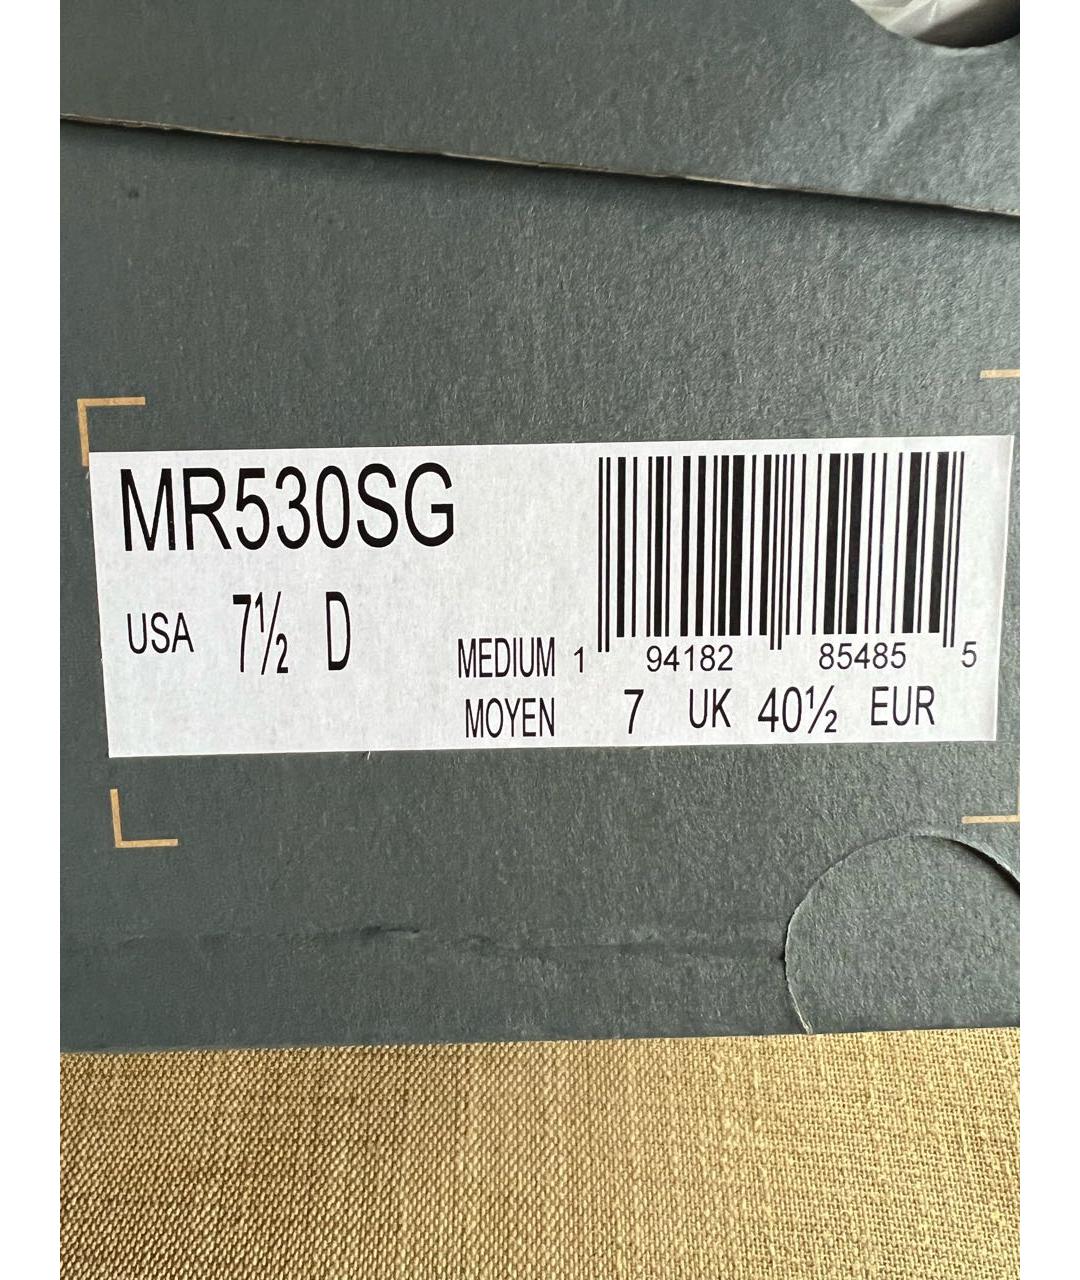 MR530SG
USA 7½ D
MEDIUM 1 94182 85485 5
MOYEN 7 UK 40½ EUR